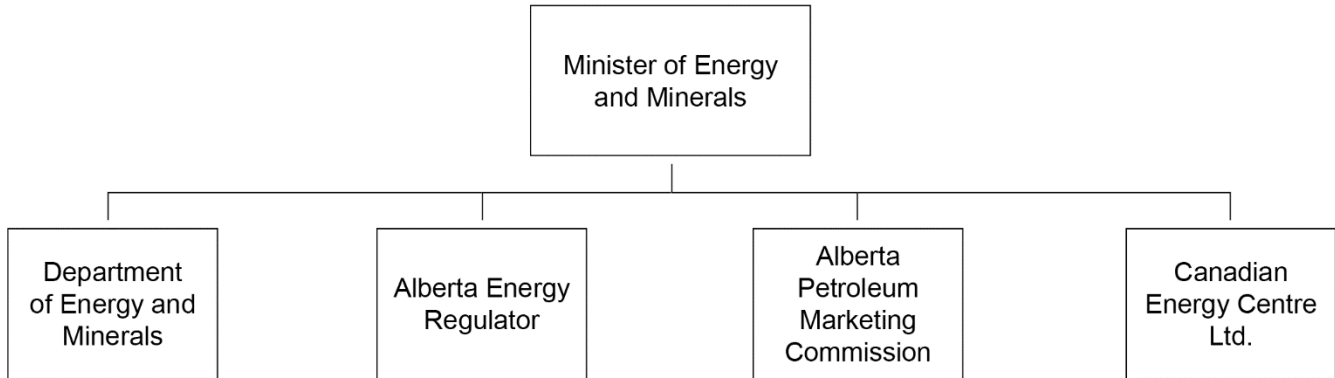 Minister of Energy
and Minerals
Department
of Energy and
Minerals
Alberta Energy
Regulator
Alberta
Petroleum
Marketing
Commission
Canadian
Energy Centre
Ltd.